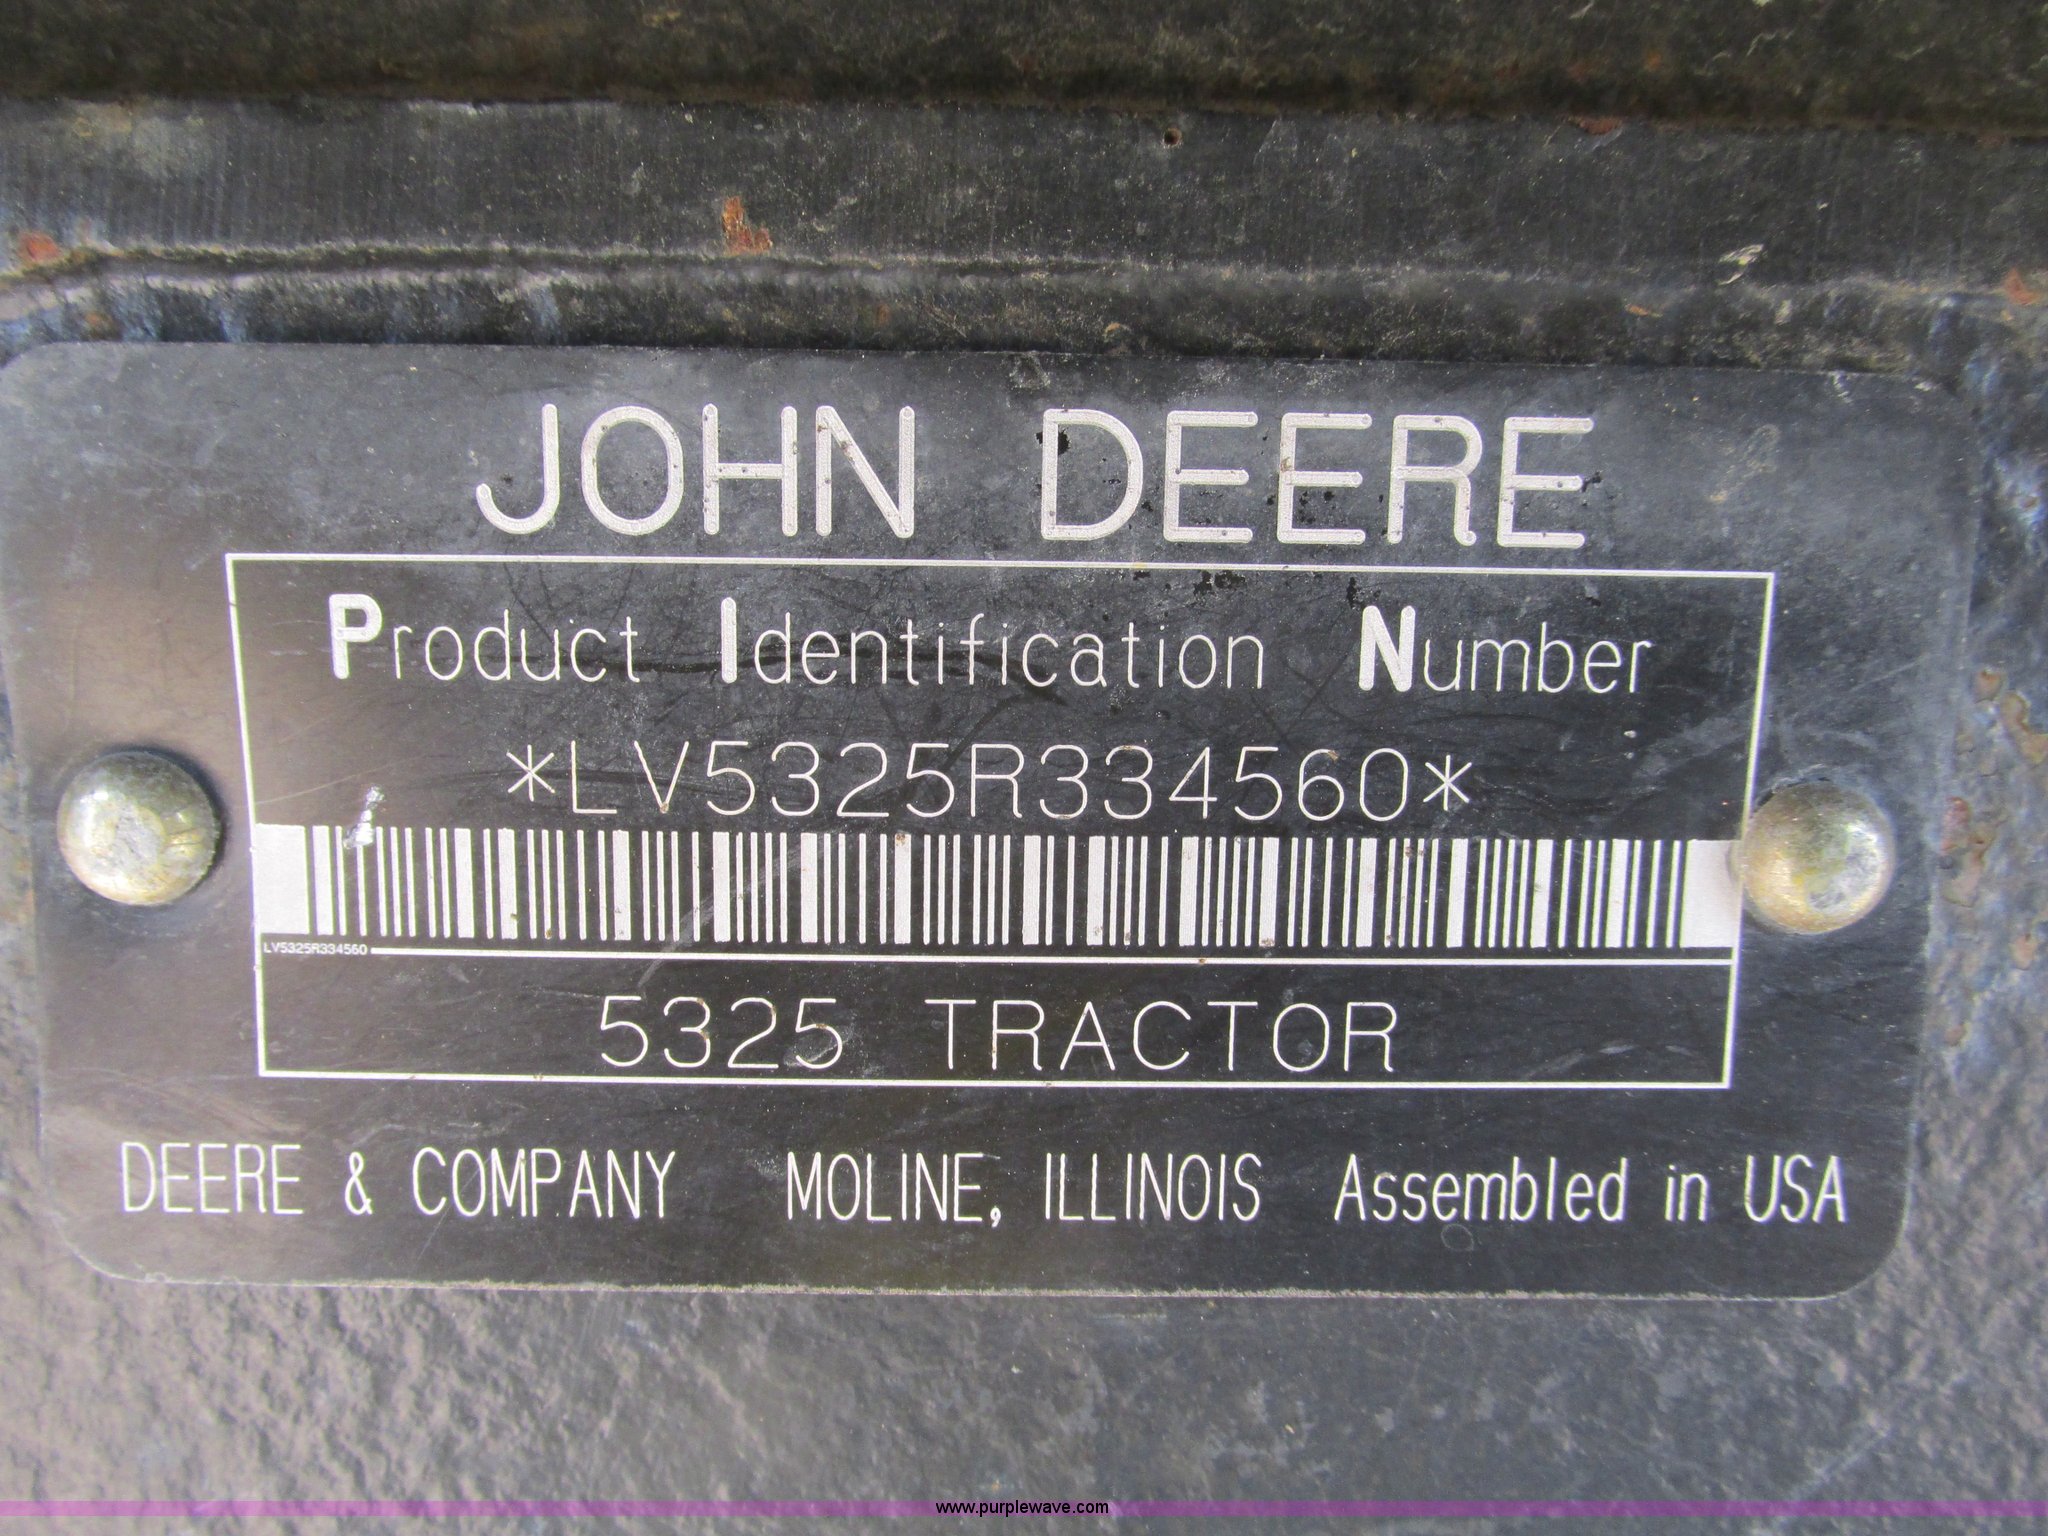 JOHN DEERE
Product Identification Number
*LV5325R334560*
LV5325R334560
5325 TRACTOR
DEERE & COMPANY MOLINE, ILLINOIS Assembled in USA
www.purplewave.com